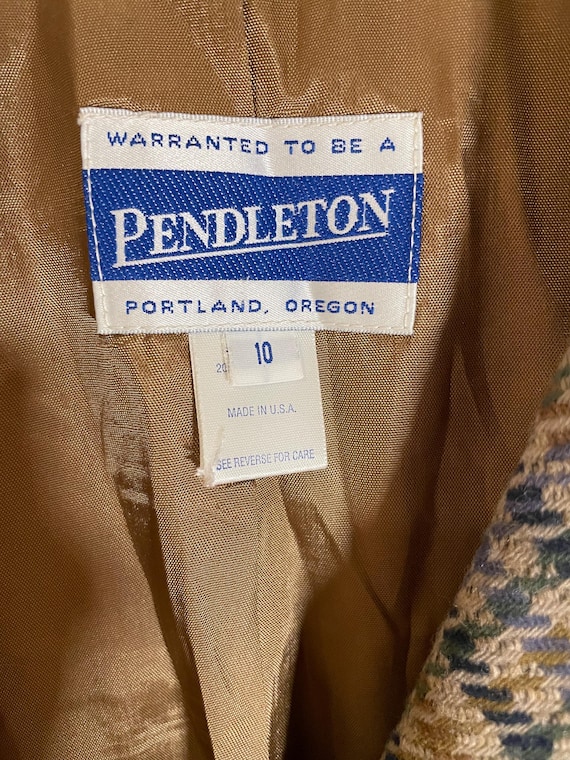 WARRANTED TO BE A
PENDLETON
PORTLAND, OREGON
10
MADE IN U.S.A.
SEE REVERSE FOR CARE